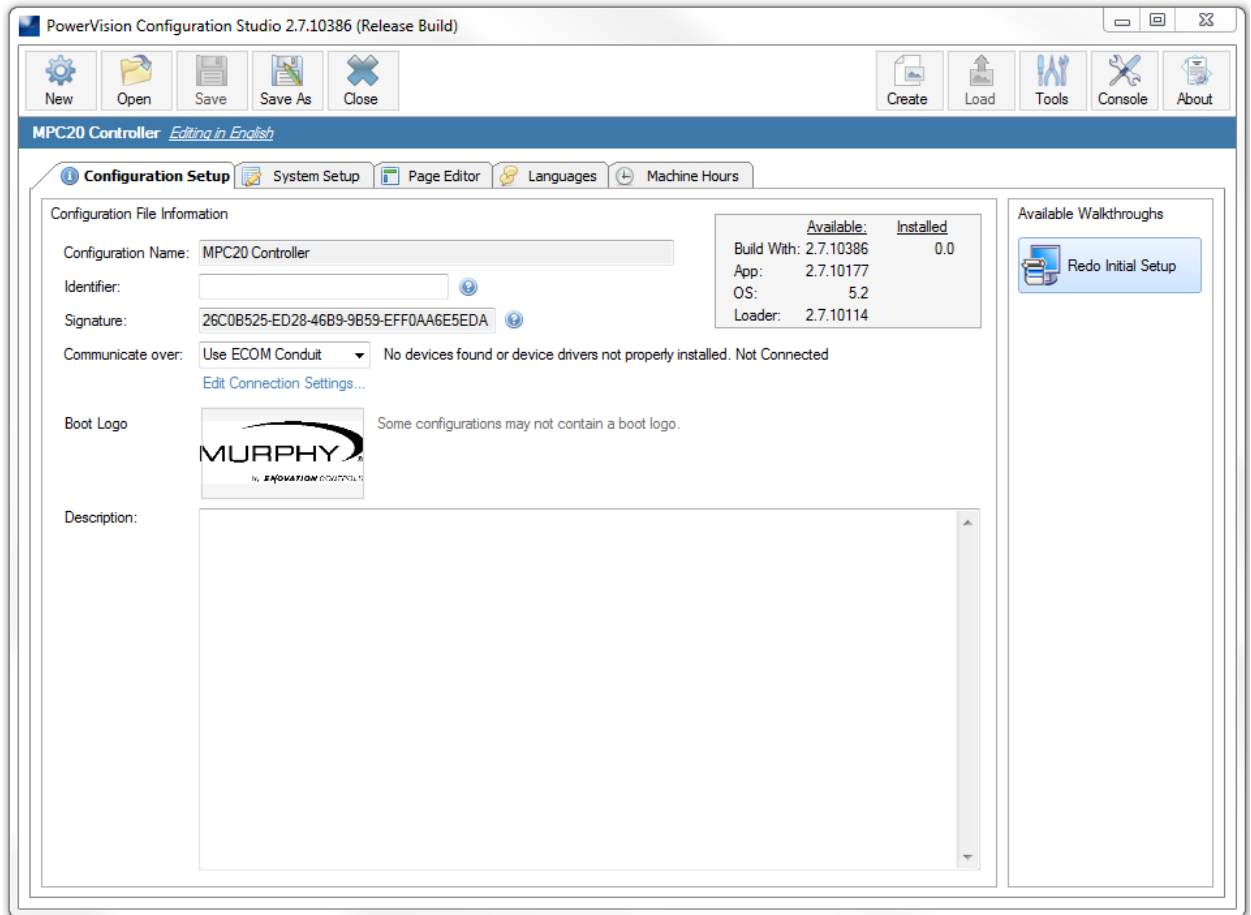 PowerVision Configuration Studio 2.7.10386 (Release Build)
New Open Save Save As Close Create Load Tools Console About
MPC20 Controller Editing in English
Configuration Setup System Setup Page Editor Languages Machine Hours
Configuration File Information
Configuration Name: MPC20 Controller
Identifier:
Signature: 26C0B525-ED28-46B9-9B59-EFF0AA6E5EDA
Communicate over: Use ECOM Conduit No devices found or device drivers not properly installed. Not Connected
Edit Connection Settings...
Available: Installed
Build With: 2.7.10386 0.0
App: 2.7.10177
OS: 5.2
Loader: 2.7.10114
Boot Logo
MURPHY
by ENOVATION CONTROLS
Some configurations may not contain a boot logo.
Description:
Available Walkthroughs
Redo Initial Setup